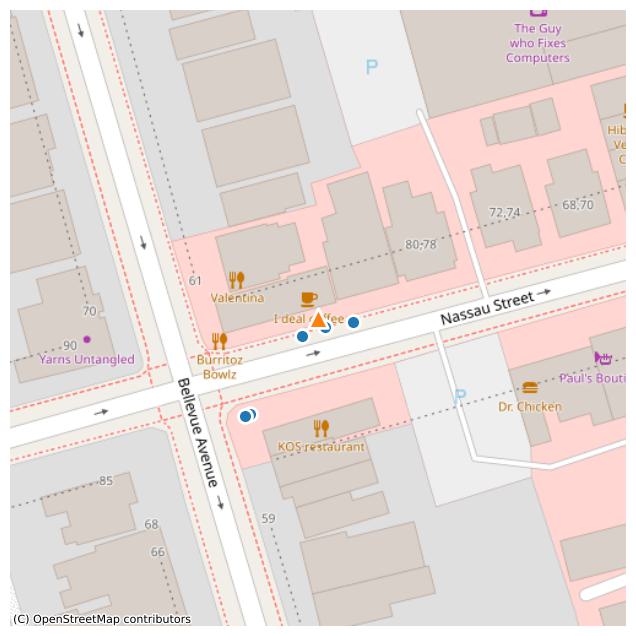 The Guy
who Fixes
Computers
P
Hib
Ve
C
72;74
68;70
80;78
61
Valentina
I deal coffee
70
90
Yarns Untangled
Burritoz
Bowlz
Nassau Street
Bellevue Avenue
Paul's Bouti
P
Dr. Chicken
KOS restaurant
85
59
68
66
(C) OpenStreetMap contributors